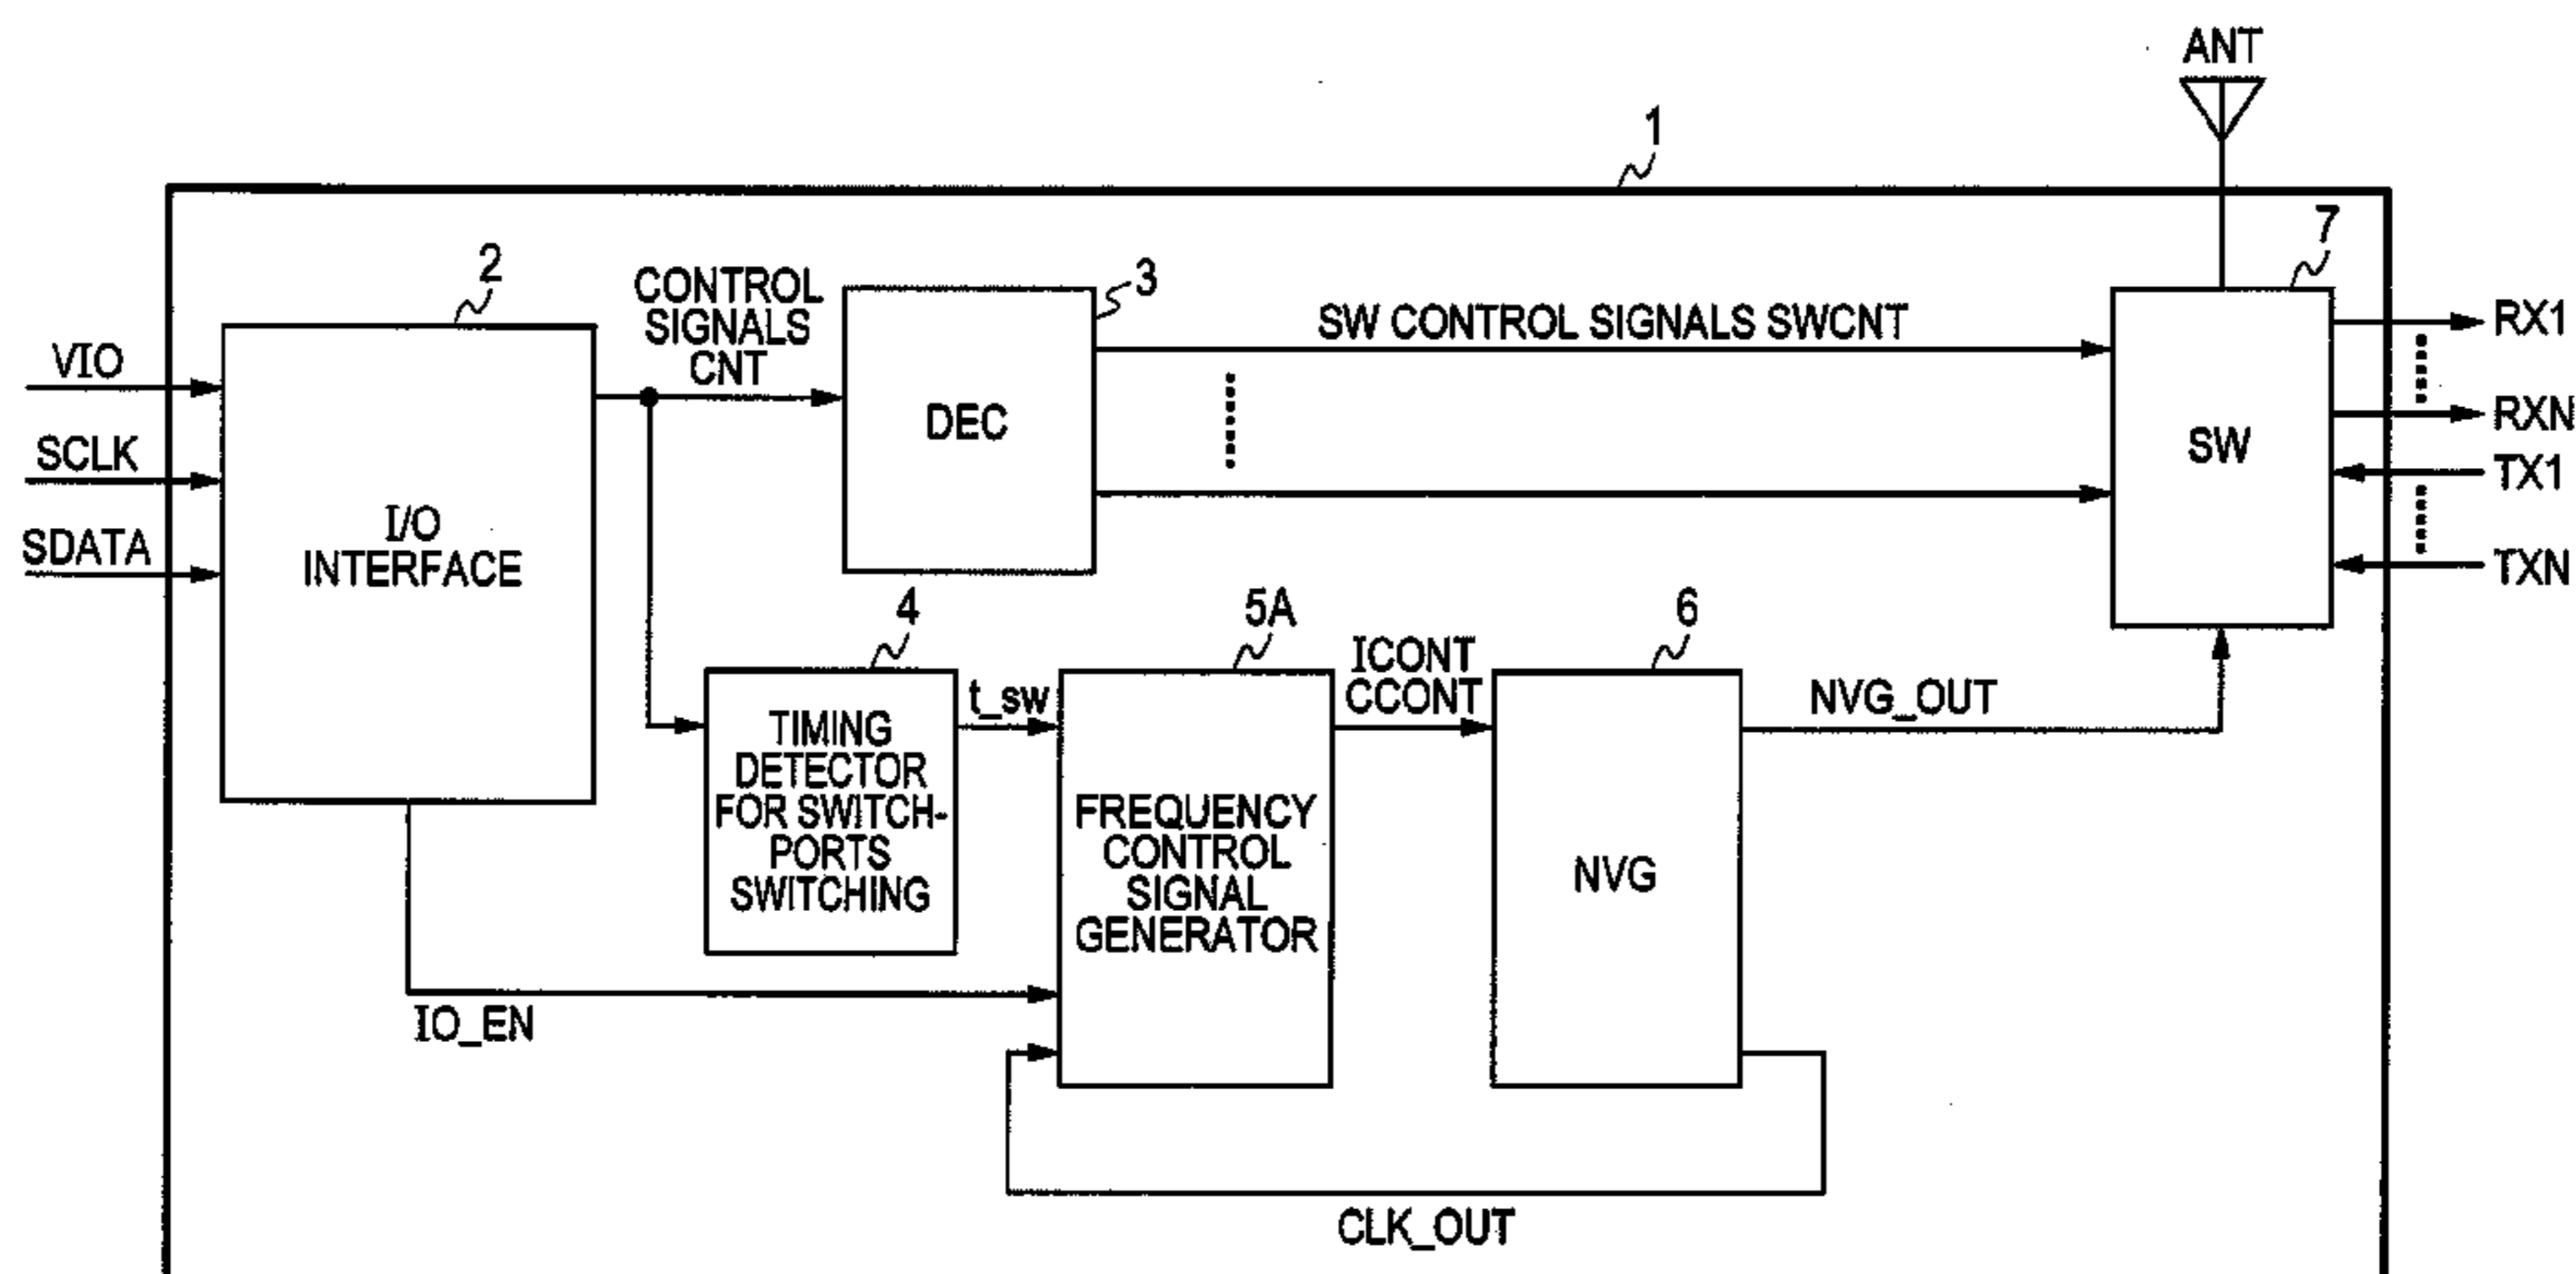 ANT
1
2
CONTROL
SIGNALS
CNT
3
7
VIO
SCLK
SDATA
I/O
INTERFACE
DEC
SW CONTROL SIGNALS SWCNT
SW
RX1
RXN
TX1
TXN
4
TIMING
DETECTOR
FOR SWITCH-
PORTS
SWITCHING
t_sw
5A
FREQUENCY
CONTROL
SIGNAL
GENERATOR
ICONT
CCONT
6
NVG
NVG_OUT
IO_EN
CLK_OUT